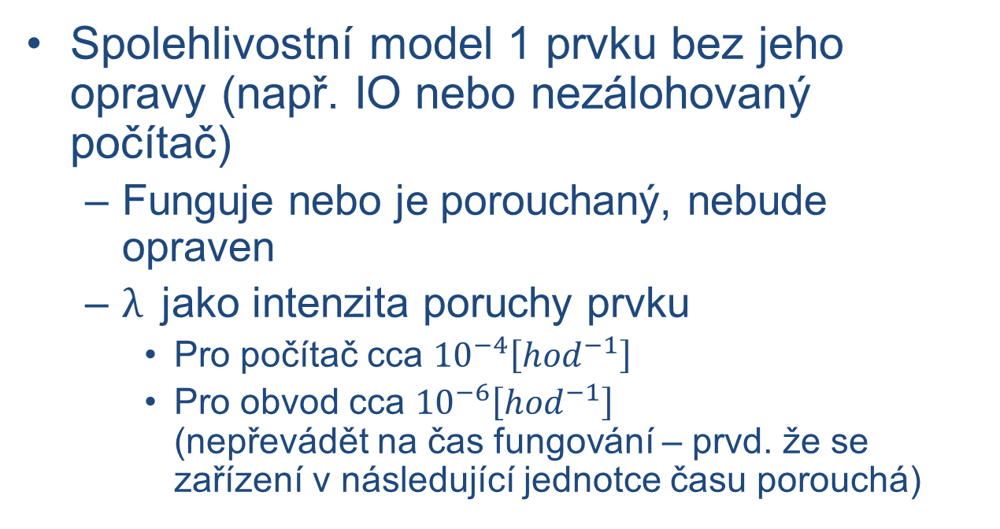 • Spolehlivostní model 1 prvku bez jeho
opravy (např. IO nebo nezálohovaný
počítač)
– Funguje nebo je porouchaný, nebude
opraven
– λ jako intenzita poruchy prvku
• Pro počítač cca 10⁻⁴[hod⁻¹]
• Pro obvod cca 10⁻⁶[hod⁻¹]
(nepřevádět na čas fungování – prvd. že se
zařízení v následující jednotce času porouchá)